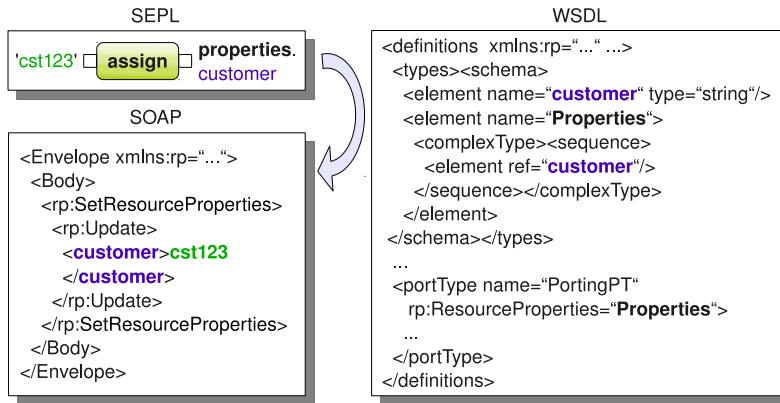 SEPL
'cst123' assign properties.
customer
SOAP
<Envelope xmlns:rp=“...“>
<Body>
<rp:SetResourceProperties>
<rp:Update>
<customer>cst123
</customer>
</rp:Update>
</rp:SetResourceProperties>
</Body>
</Envelope>
WSDL
<definitions xmlns:rp=“...“ ...>
<types><schema>
<element name=“customer“ type=“string“/>
<element name=“Properties“>
<complexType><sequence>
<element ref=“customer“/>
</sequence></complexType>
</element>
</schema></types>
...
<portType name=“PortingPT“
rp:ResourceProperties=“Properties“>
...
</portType>
</definitions>